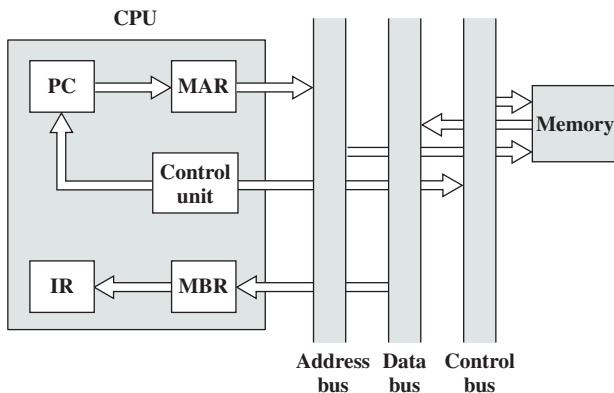 CPU
PC
MAR
Memory
Control
unit
IR
MBR
Address
bus
Data
bus
Control
bus